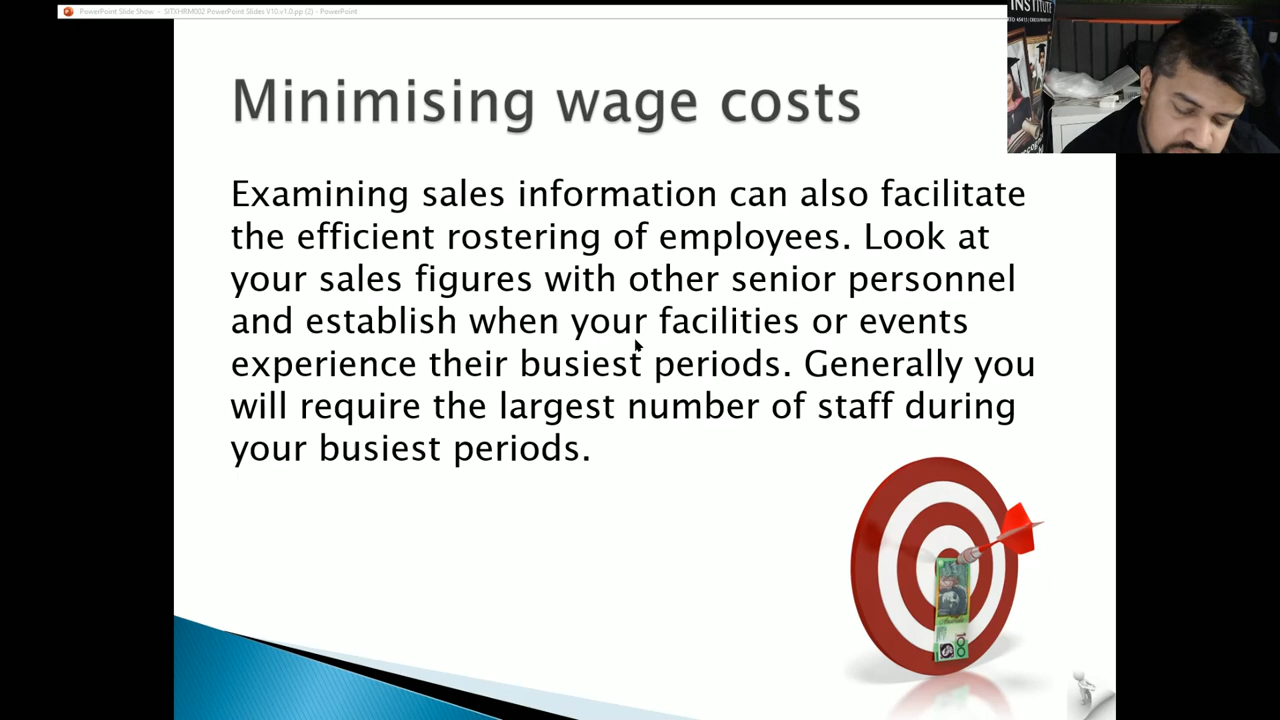 PowerPoint Slide Show - SITXHRM002 PowerPoint Slides V10.v1.0.pp (2) - PowerPoint
INSTITUTE
Minimising wage costs
Examining sales information can also facilitate
the efficient rostering of employees. Look at
your sales figures with other senior personnel
and establish when your facilities or events
experience their busiest periods. Generally you
will require the largest number of staff during
your busiest periods.
100